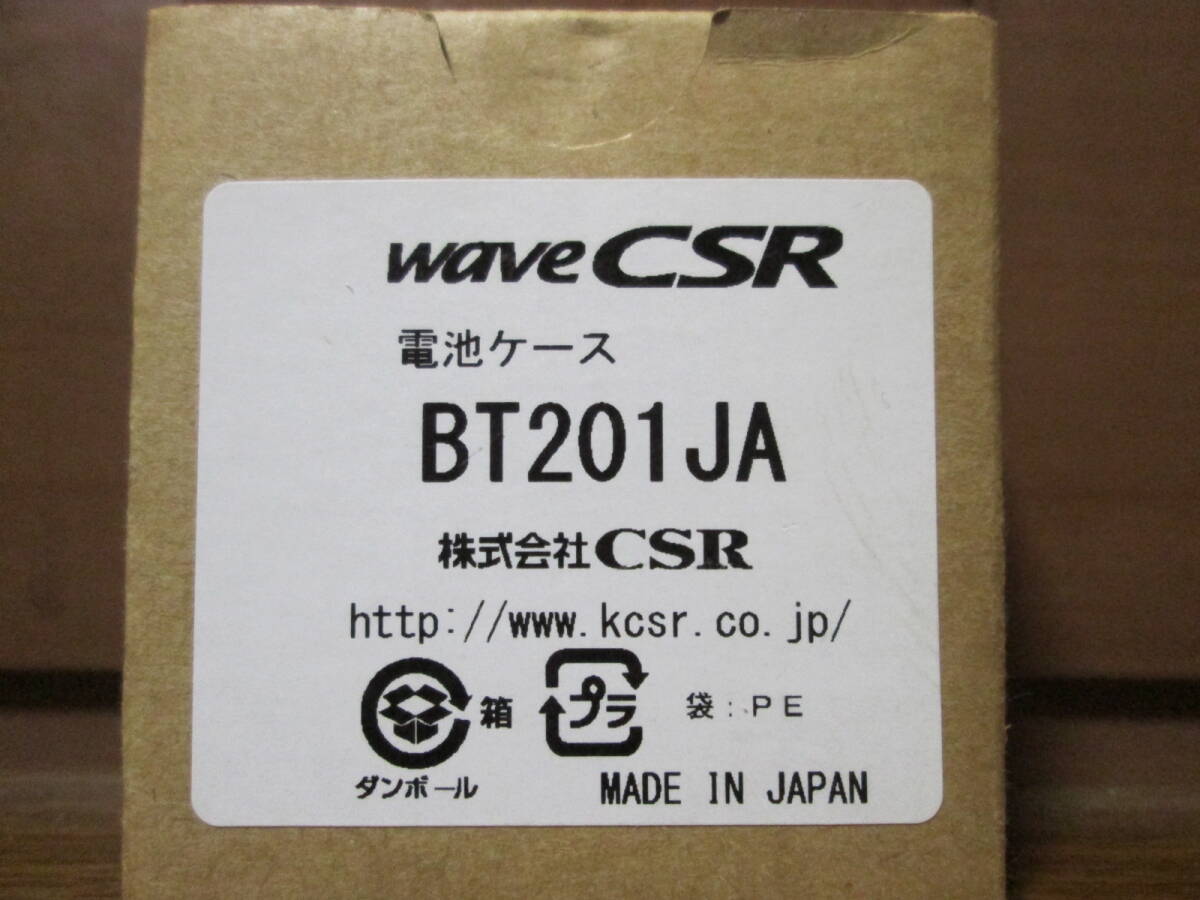 wave CSR
電池ケース
BT201JA
株式会社CSR
http://www.kcsr.co.jp/
箱 プラ 袋:PE
ダンボール
MADE IN JAPAN